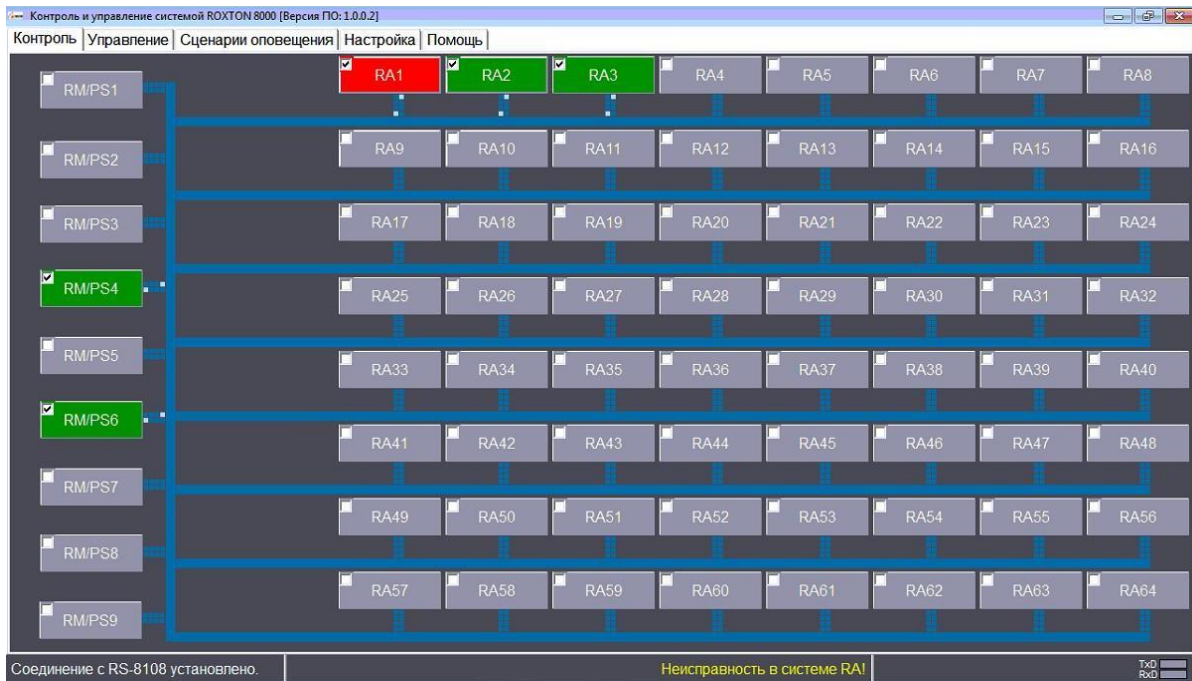 Контроль и управление системой ROXTON 8000 [Версия ПО: 1.0.0.2]
Контроль Управление Сценарии оповещения Настройка Помощь
RM/PS1 RA1 RA2 RA3 RA4 RA5 RA6 RA7 RA8
RM/PS2 RA9 RA10 RA11 RA12 RA13 RA14 RA15 RA16
RM/PS3 RA17 RA18 RA19 RA20 RA21 RA22 RA23 RA24
RM/PS4 RA25 RA26 RA27 RA28 RA29 RA30 RA31 RA32
RM/PS5 RA33 RA34 RA35 RA36 RA37 RA38 RA39 RA40
RM/PS6 RA41 RA42 RA43 RA44 RA45 RA46 RA47 RA48
RM/PS7 RA49 RA50 RA51 RA52 RA53 RA54 RA55 RA56
RM/PS8 RA57 RA58 RA59 RA60 RA61 RA62 RA63 RA64
RM/PS9
Соединение с RS-8108 установлено. Неисправность в системе RA! TxD
RxD